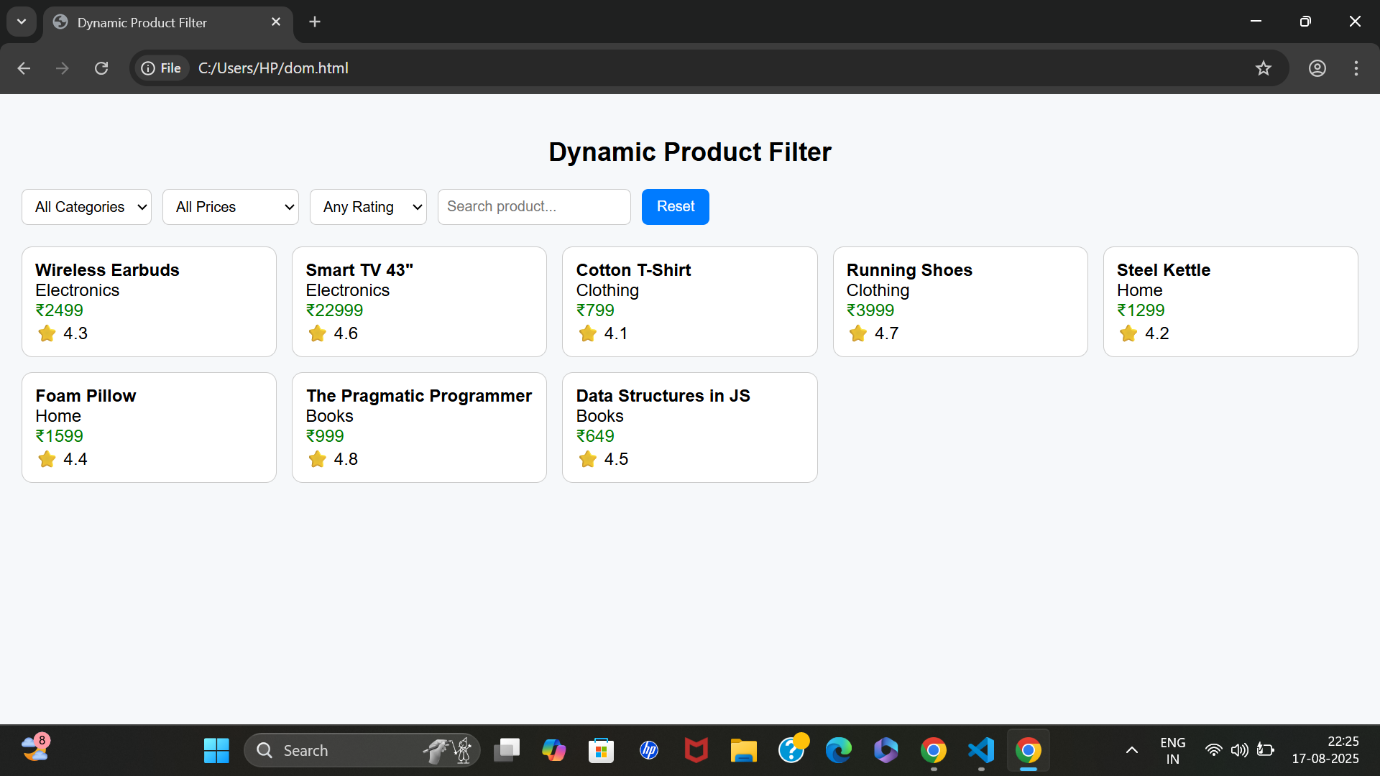 Dynamic Product Filter
File C:/Users/HP/dom.html
Dynamic Product Filter
All Categories All Prices Any Rating Search product... Reset
Wireless Earbuds
Electronics
₹2499
⭐ 4.3
Smart TV 43"
Electronics
₹22999
⭐ 4.6
Cotton T-Shirt
Clothing
₹799
⭐ 4.1
Running Shoes
Clothing
₹3999
⭐ 4.7
Steel Kettle
Home
₹1299
⭐ 4.2
Foam Pillow
Home
₹1599
⭐ 4.4
The Pragmatic Programmer
Books
₹999
⭐ 4.8
Data Structures in JS
Books
₹649
⭐ 4.5
8
Search
hp
ENG
IN
22:25
17-08-2025